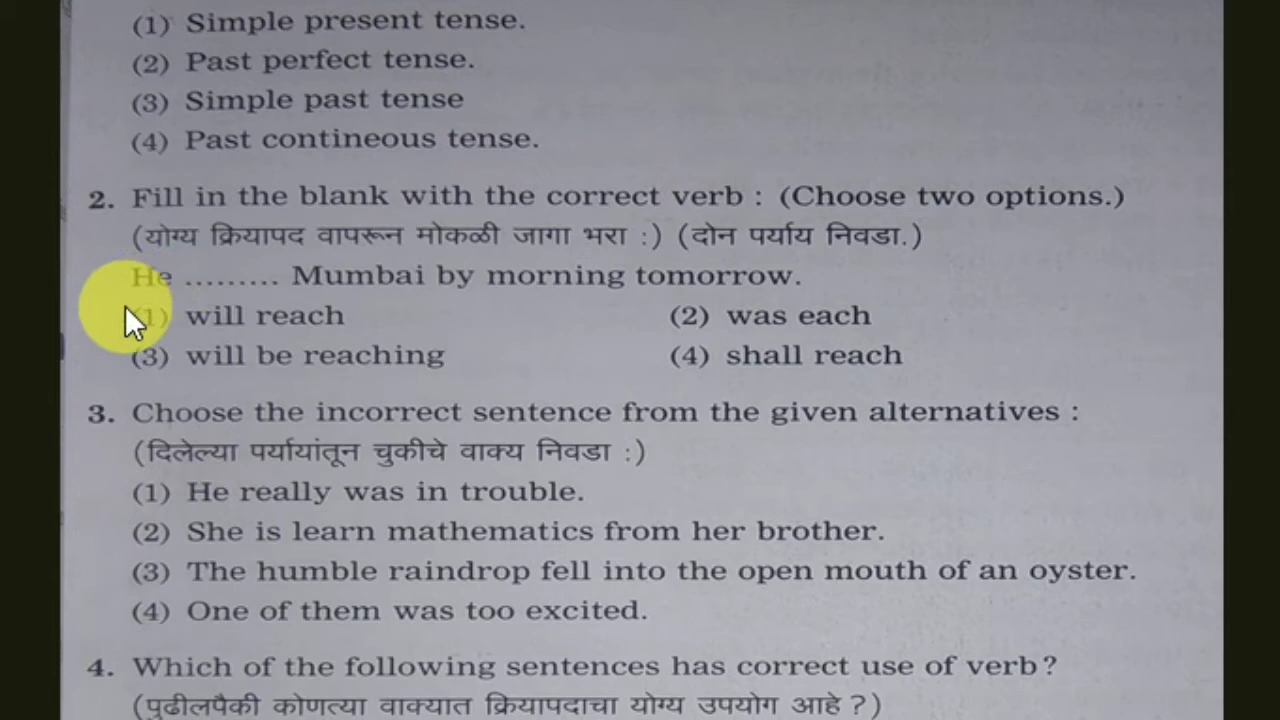 (1) Simple present tense.
(2) Past perfect tense.
(3) Simple past tense
(4) Past contineous tense.
2. Fill in the blank with the correct verb : (Choose two options.)
(योग्य क्रियापद वापरून मोकळी जागा भरा :) (दोन पर्याय निवडा.)
He ......... Mumbai by morning tomorrow.
(1) will reach (2) was each
(3) will be reaching (4) shall reach
3. Choose the incorrect sentence from the given alternatives :
(दिलेल्या पर्यायांतून चुकीचे वाक्य निवडा :)
(1) He really was in trouble.
(2) She is learn mathematics from her brother.
(3) The humble raindrop fell into the open mouth of an oyster.
(4) One of them was too excited.
4. Which of the following sentences has correct use of verb?
(पुढीलपैकी कोणत्या वाक्यात क्रियापदाचा योग्य उपयोग आहे?)